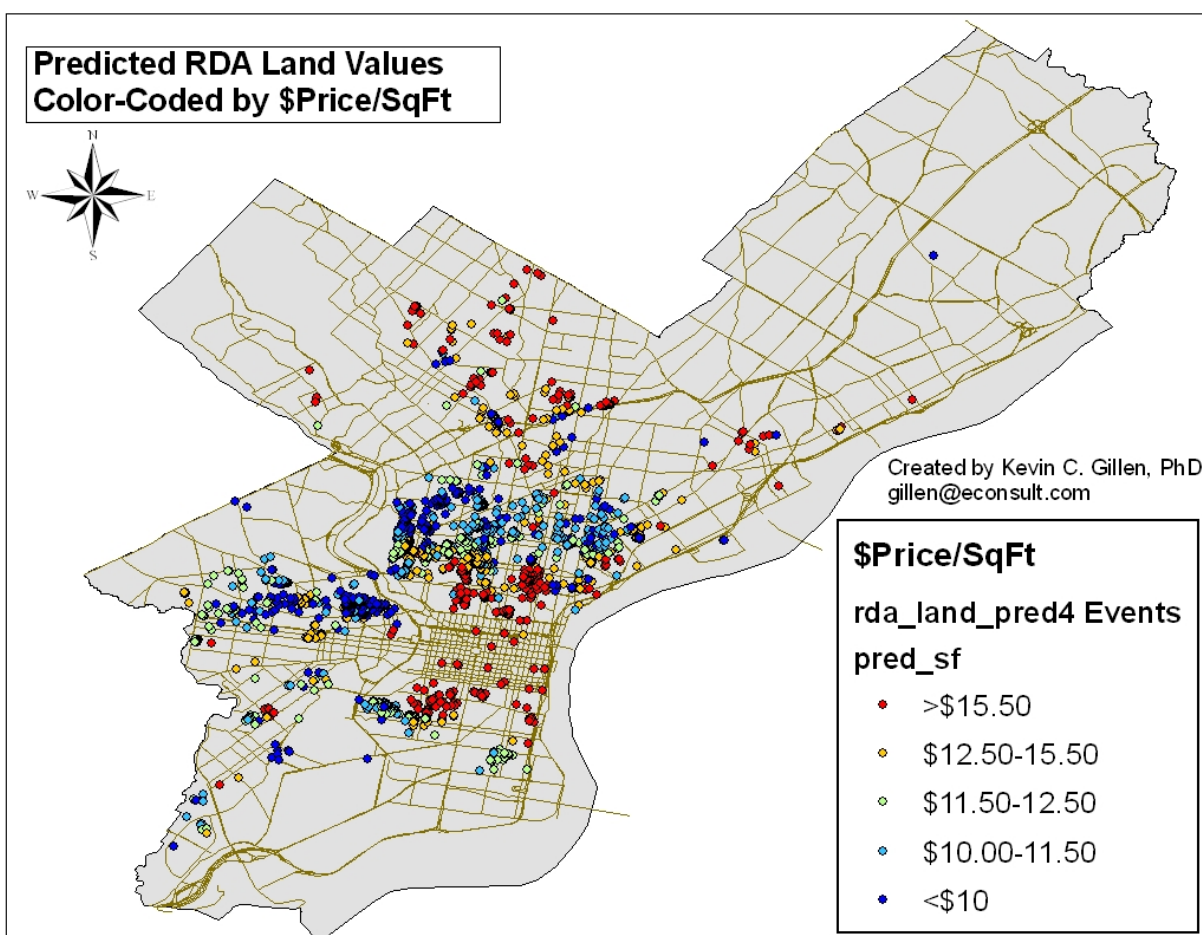 Predicted RDA Land Values
Color-Coded by $Price/SqFt
N
W
E
S
Created by Kevin C. Gillen, PhD
gillen@econsult.com
$Price/SqFt
rda_land_pred4 Events
pred_sf
>$15.50
$12.50-15.50
$11.50-12.50
$10.00-11.50
<$10